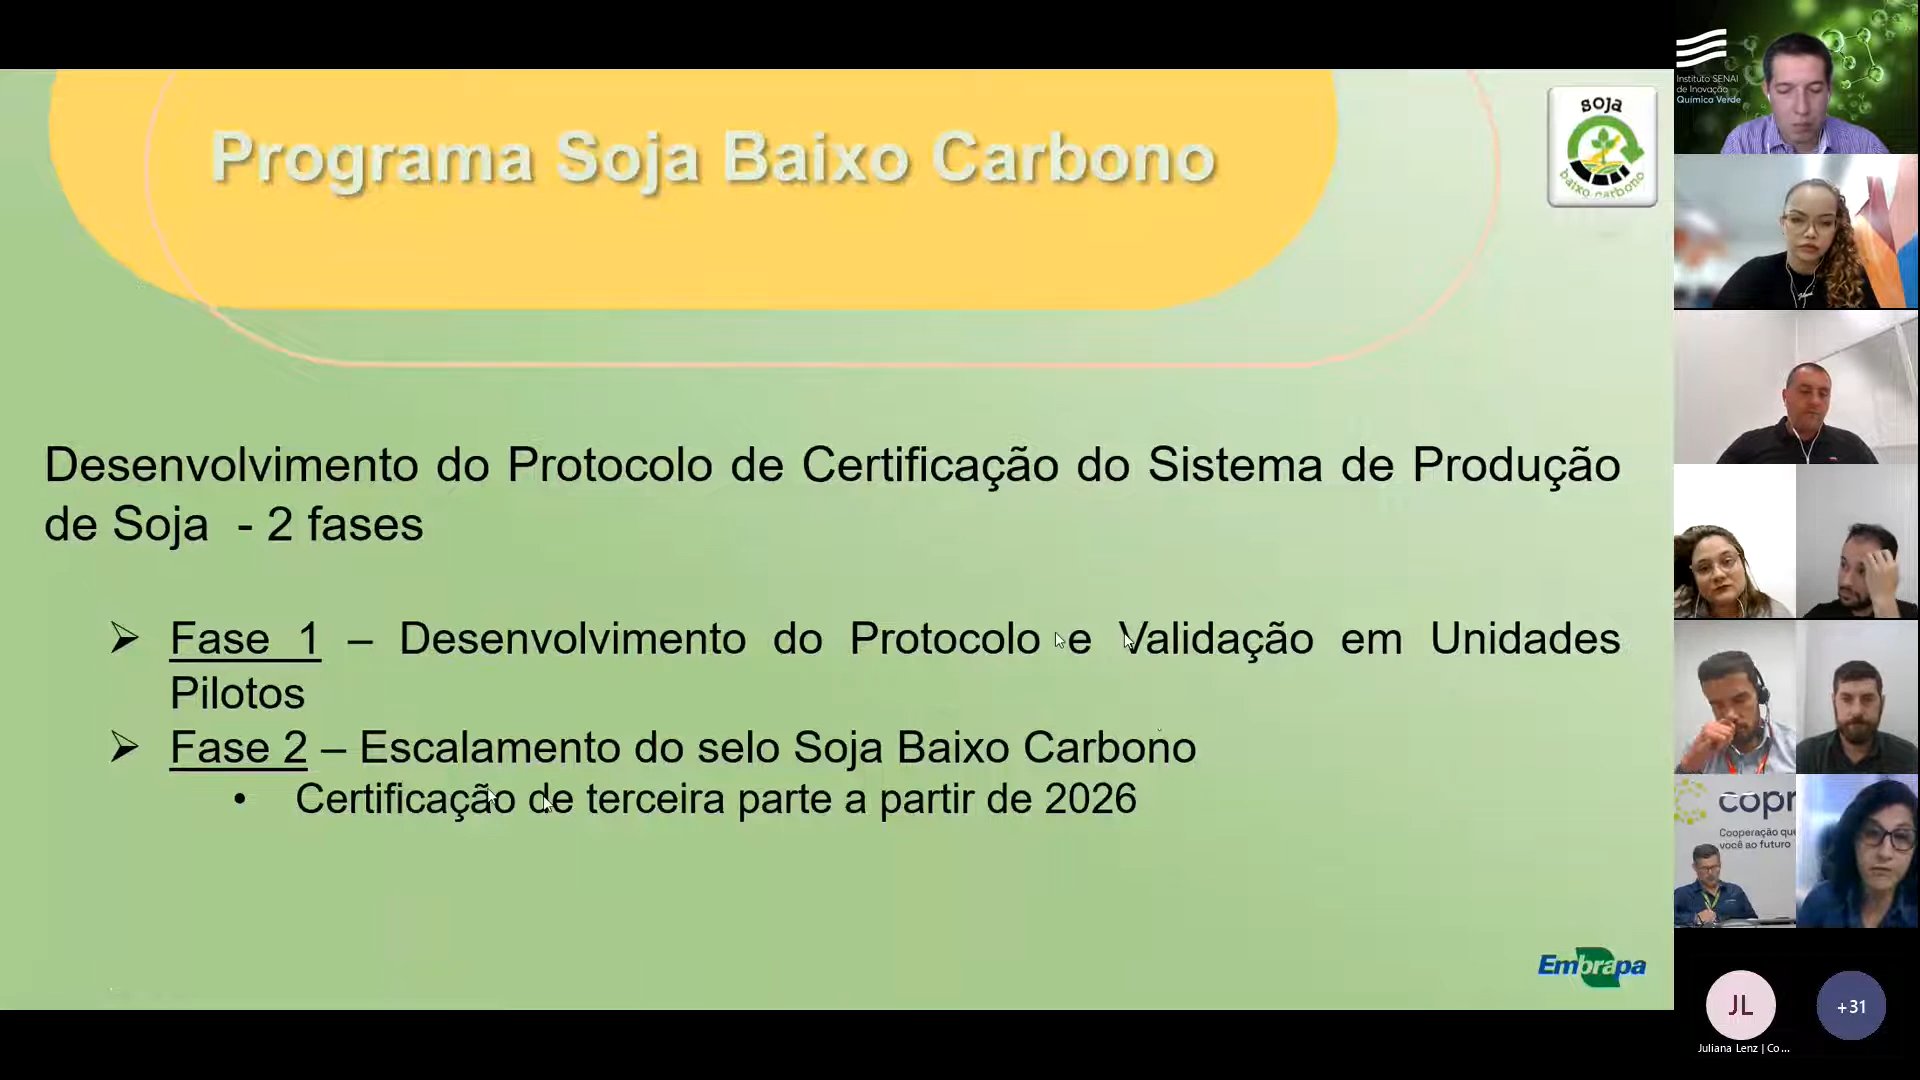 Programa Soja Baixo Carbono
soja
baixo carbono
Desenvolvimento do Protocolo de Certificação do Sistema de Produção
de Soja - 2 fases
➢ Fase 1 – Desenvolvimento do Protocolo e Validação em Unidades
Pilotos
➢ Fase 2 – Escalamento do selo Soja Baixo Carbono
• Certificação de terceira parte a partir de 2026
Embrapa
Instituto SENAI
de Inovação
Química Verde
copr
Cooperação que
você ao futuro
JL
+31
Juliana Lenz | Co...